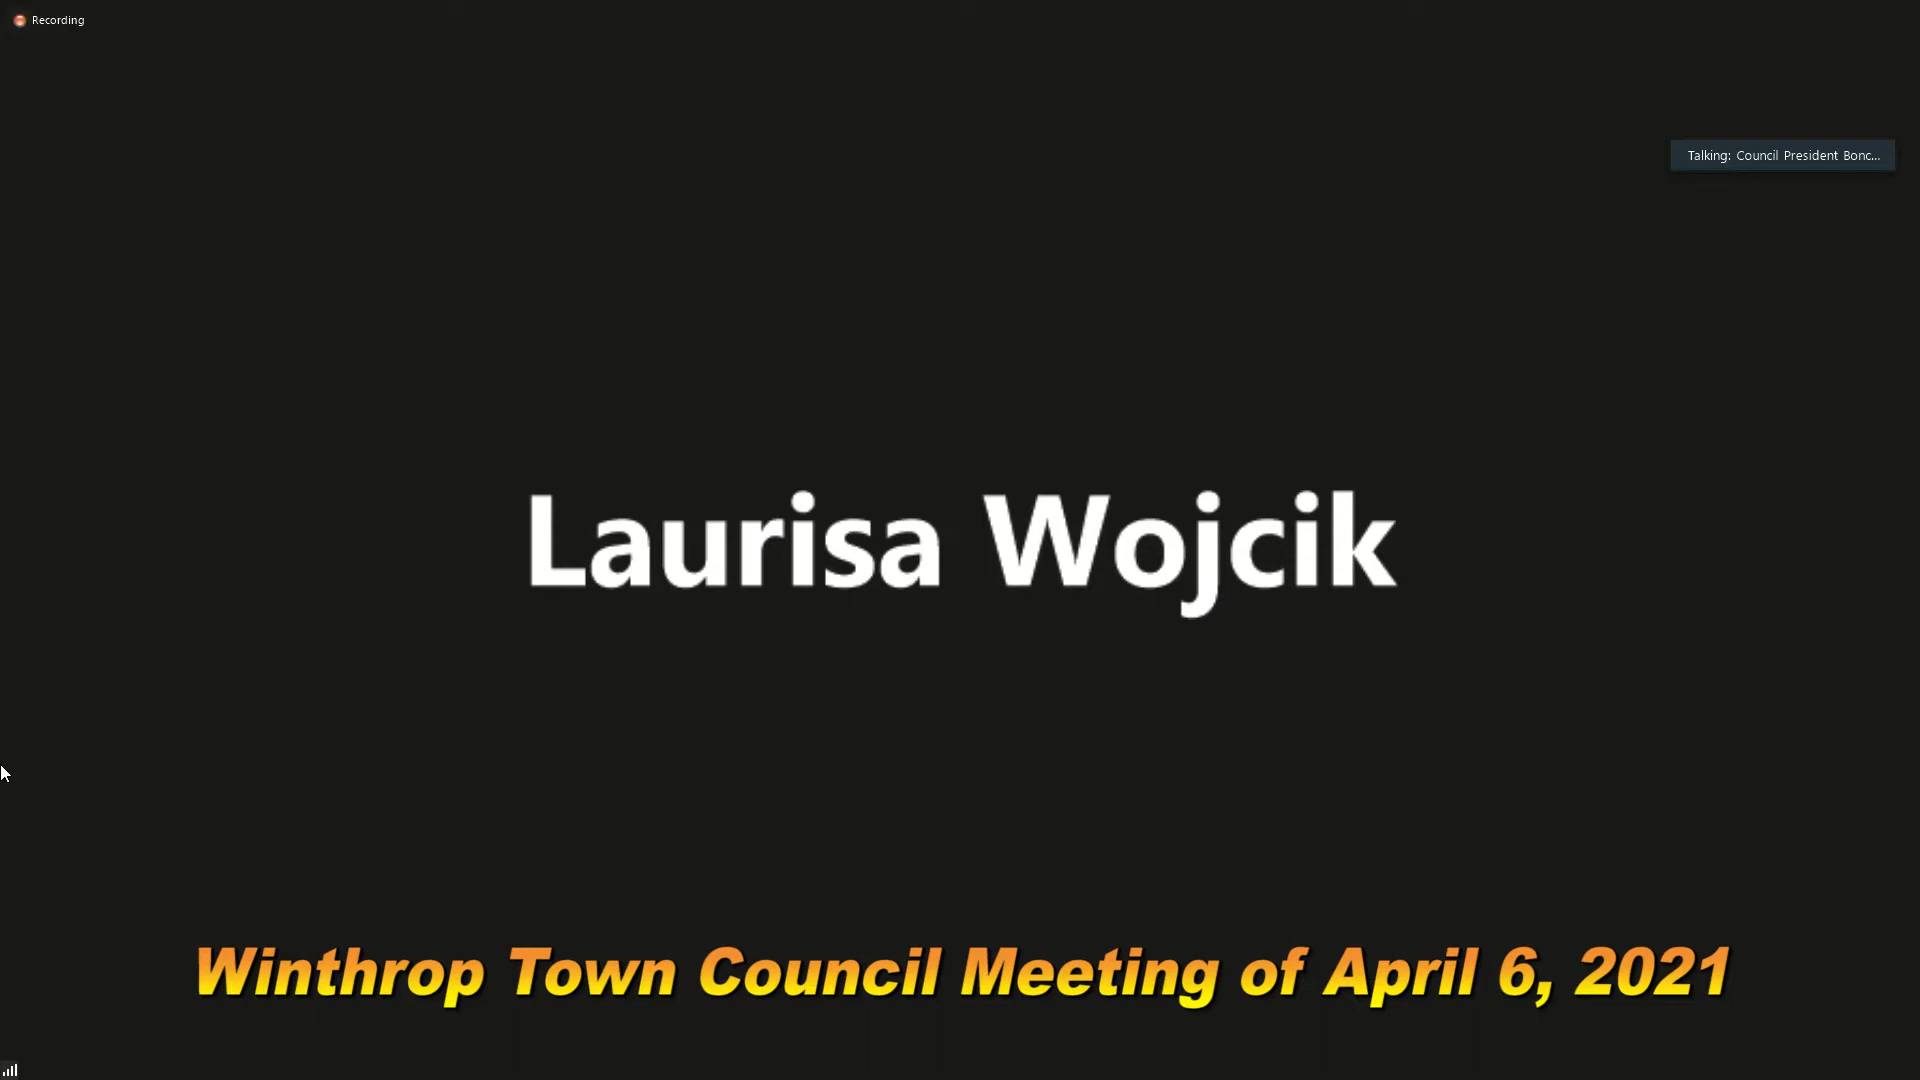 Recording
Talking: Council President Bonc...
Laurisa Wojcik
Winthrop Town Council Meeting of April 6, 2021